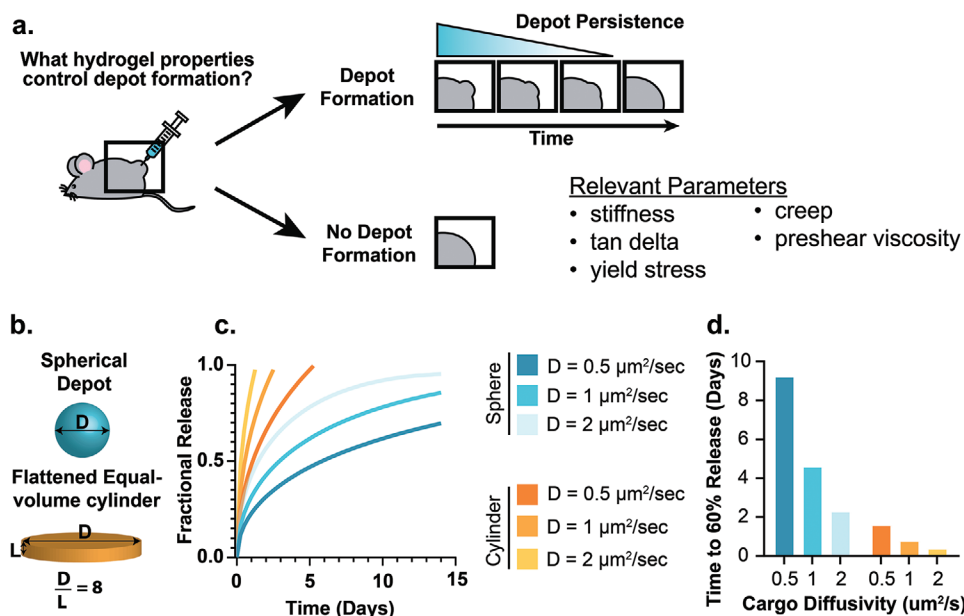 a.
What hydrogel properties
control depot formation?
Depot
Formation
Depot Persistence
Time
No Depot
Formation
Relevant Parameters
• stiffness
• tan delta
• yield stress
• creep
• preshear viscosity
b.
Spherical
Depot
D
Flattened Equal-
volume cylinder
D
L
D
L
= 8
c.
Fractional Release
1.0
0.5
0.0
0
5
10
15
Time (Days)
Sphere
D = 0.5 μm²/sec
D = 1 μm²/sec
D = 2 μm²/sec
Cylinder
D = 0.5 μm²/sec
D = 1 μm²/sec
D = 2 μm²/sec
d.
Time to 60% Release (Days)
10
8
6
4
2
0
0.5 1 2 0.5 1 2
Cargo Diffusivity (um²/s)